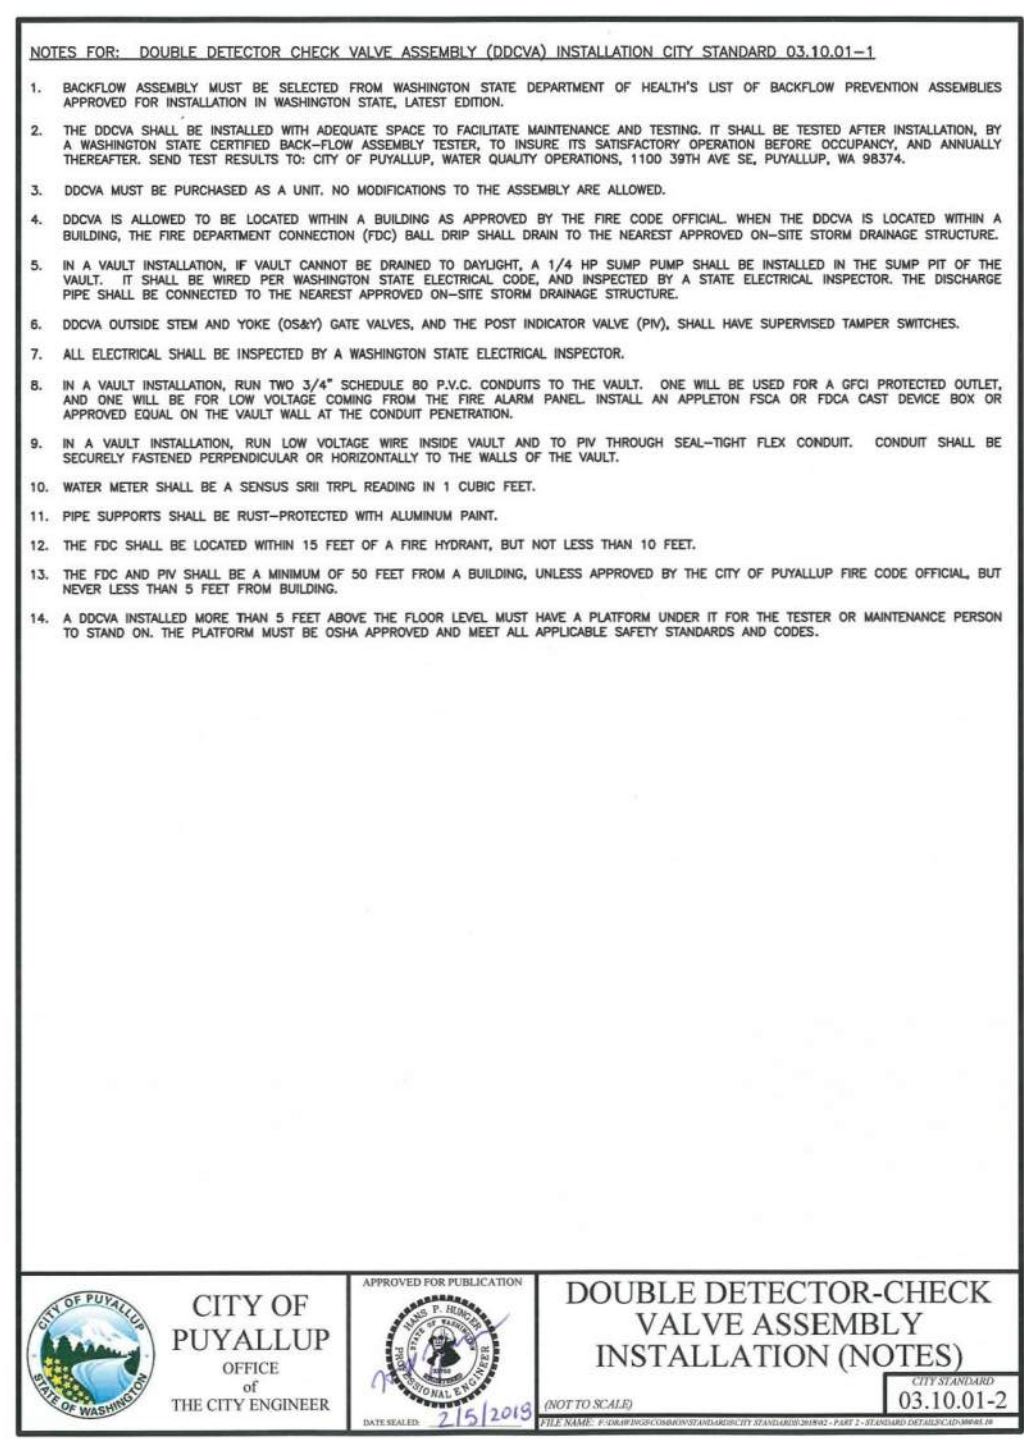 NOTES FOR: DOUBLE DETECTOR CHECK VALVE ASSEMBLY (DDCVA) INSTALLATION CITY STANDARD 03.10.01-1
1. BACKFLOW ASSEMBLY MUST BE SELECTED FROM WASHINGTON STATE DEPARTMENT OF HEALTH'S LIST OF BACKFLOW PREVENTION ASSEMBLIES
APPROVED FOR INSTALLATION IN WASHINGTON STATE, LATEST EDITION.
2. THE DDCVA SHALL BE INSTALLED WITH ADEQUATE SPACE TO FACILITATE MAINTENANCE AND TESTING. IT SHALL BE TESTED AFTER INSTALLATION, BY
A WASHINGTON STATE CERTIFIED BACK-FLOW ASSEMBLY TESTER, TO INSURE ITS SATISFACTORY OPERATION BEFORE OCCUPANCY, AND ANNUALLY
THEREAFTER. SEND TEST RESULTS TO: CITY OF PUYALLUP, WATER QUALITY OPERATIONS, 1100 39TH AVE SE, PUYALLUP, WA 98374.
3. DDCVA MUST BE PURCHASED AS A UNIT. NO MODIFICATIONS TO THE ASSEMBLY ARE ALLOWED.
4. DDCVA IS ALLOWED TO BE LOCATED WITHIN A BUILDING AS APPROVED BY THE FIRE CODE OFFICIAL. WHEN THE DDCVA IS LOCATED WITHIN A
BUILDING, THE FIRE DEPARTMENT CONNECTION (FDC) BALL DRIP SHALL DRAIN TO THE NEAREST APPROVED ON-SITE STORM DRAINAGE STRUCTURE.
5. IN A VAULT INSTALLATION, IF VAULT CANNOT BE DRAINED TO DAYLIGHT, A 1/4 HP SUMP PUMP SHALL BE INSTALLED IN THE SUMP PIT OF THE
VAULT. IT SHALL BE WIRED PER WASHINGTON STATE ELECTRICAL CODE, AND INSPECTED BY A STATE ELECTRICAL INSPECTOR. THE DISCHARGE
PIPE SHALL BE CONNECTED TO THE NEAREST APPROVED ON-SITE STORM DRAINAGE STRUCTURE.
6. DDCVA OUTSIDE STEM AND YOKE (OS&Y) GATE VALVES, AND THE POST INDICATOR VALVE (PIV), SHALL HAVE SUPERVISED TAMPER SWITCHES.
7. ALL ELECTRICAL SHALL BE INSPECTED BY A WASHINGTON STATE ELECTRICAL INSPECTOR.
8. IN A VAULT INSTALLATION, RUN TWO 3/4" SCHEDULE 80 P.V.C. CONDUITS TO THE VAULT. ONE WILL BE USED FOR A GFCI PROTECTED OUTLET,
AND ONE WILL BE FOR LOW VOLTAGE COMING FROM THE FIRE ALARM PANEL. INSTALL AN APPLETON FSCA OR FDCA CAST DEVICE BOX OR
APPROVED EQUAL ON THE VAULT WALL AT THE CONDUIT PENETRATION.
9. IN A VAULT INSTALLATION, RUN LOW VOLTAGE WIRE INSIDE VAULT AND TO PIV THROUGH SEAL-TIGHT FLEX CONDUIT. CONDUIT SHALL BE
SECURELY FASTENED PERPENDICULAR OR HORIZONTALLY TO THE WALLS OF THE VAULT.
10. WATER METER SHALL BE A SENSUS SRII TRPL READING IN 1 CUBIC FEET.
11. PIPE SUPPORTS SHALL BE RUST-PROTECTED WITH ALUMINUM PAINT.
12. THE FDC SHALL BE LOCATED WITHIN 15 FEET OF A FIRE HYDRANT, BUT NOT LESS THAN 10 FEET.
13. THE FDC AND PIV SHALL BE A MINIMUM OF 50 FEET FROM A BUILDING, UNLESS APPROVED BY THE CITY OF PUYALLUP FIRE CODE OFFICIAL, BUT
NEVER LESS THAN 5 FEET FROM BUILDING.
14. A DDCVA INSTALLED MORE THAN 5 FEET ABOVE THE FLOOR LEVEL MUST HAVE A PLATFORM UNDER IT FOR THE TESTER OR MAINTENANCE PERSON
TO STAND ON. THE PLATFORM MUST BE OSHA APPROVED AND MEET ALL APPLICABLE SAFETY STANDARDS AND CODES.
CITY OF PUYALLUP
STATE OF WASHINGTON
CITY OF
PUYALLUP
OFFICE
of
THE CITY ENGINEER
APPROVED FOR PUBLICATION
HANS P. HUNGER
STATE OF WASHINGTON
REGISTERED
PROFESSIONAL ENGINEER
DATE SEALED: 2/5/2019
DOUBLE DETECTOR-CHECK
VALVE ASSEMBLY
INSTALLATION (NOTES)
(NOT TO SCALE)
CITY STANDARD
03.10.01-2
FILE NAME: